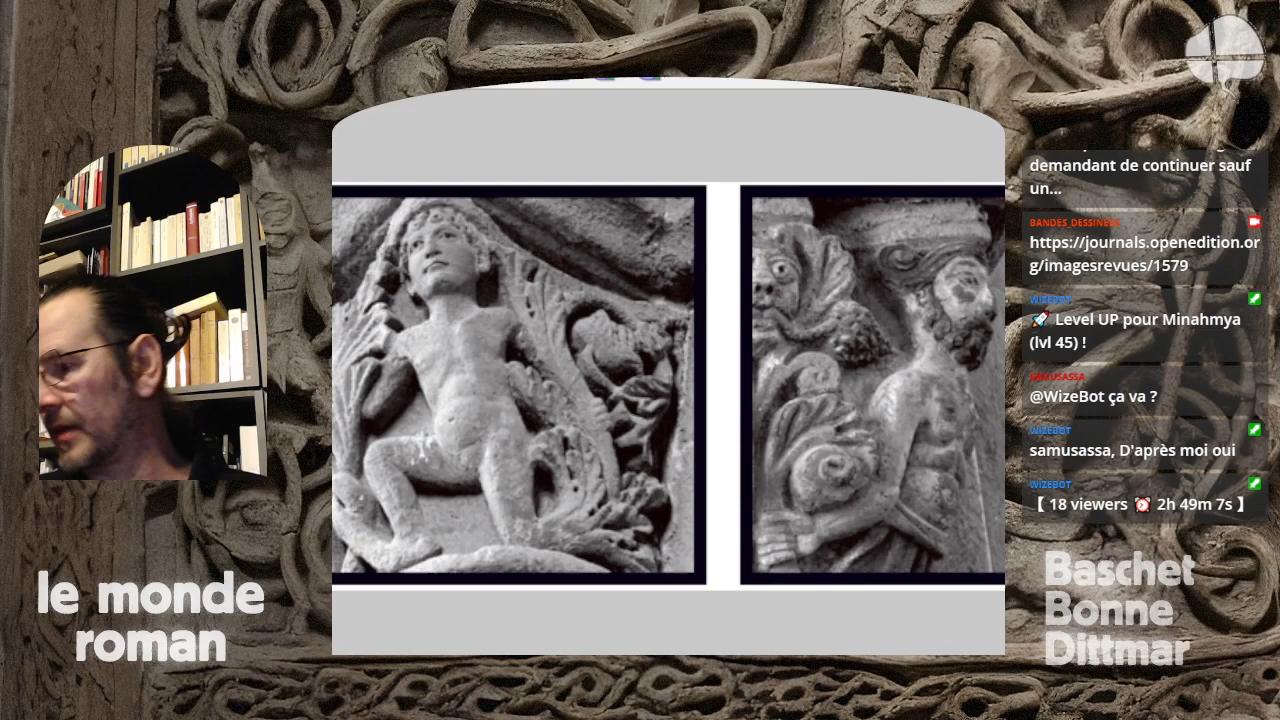 le monde
roman
demandant de continuer sauf
un...
BANDES_DESSINEES
https://journals.openedition.or
g/imagesrevues/1579
WIZEBOT
🚀 Level UP pour Minahmya
(lvl 45) !
SAMUSASSA
@WizeBot ça va ?
WIZEBOT
samusassa, D'après moi oui
WIZEBOT
【 18 viewers ⏰ 2h 49m 7s 】
Baschet
Bonne
Dittmar